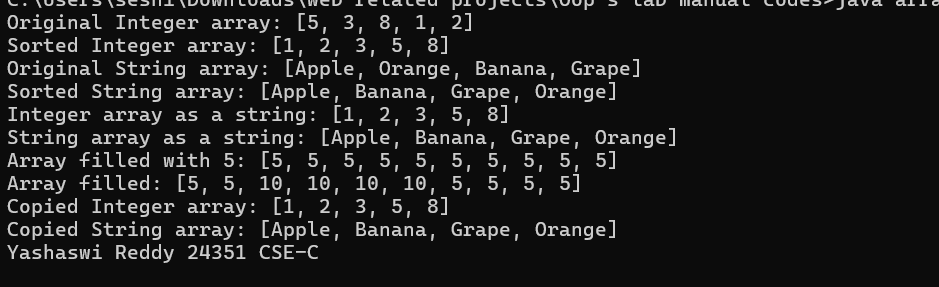 C:\Users\seshi\Downloads\WeD related projects\Oop's laD manual codes>java arra
Original Integer array: [5, 3, 8, 1, 2]
Sorted Integer array: [1, 2, 3, 5, 8]
Original String array: [Apple, Orange, Banana, Grape]
Sorted String array: [Apple, Banana, Grape, Orange]
Integer array as a string: [1, 2, 3, 5, 8]
String array as a string: [Apple, Banana, Grape, Orange]
Array filled with 5: [5, 5, 5, 5, 5, 5, 5, 5, 5, 5]
Array filled: [5, 5, 10, 10, 10, 10, 5, 5, 5, 5]
Copied Integer array: [1, 2, 3, 5, 8]
Copied String array: [Apple, Banana, Grape, Orange]
Yashaswi Reddy 24351 CSE-C